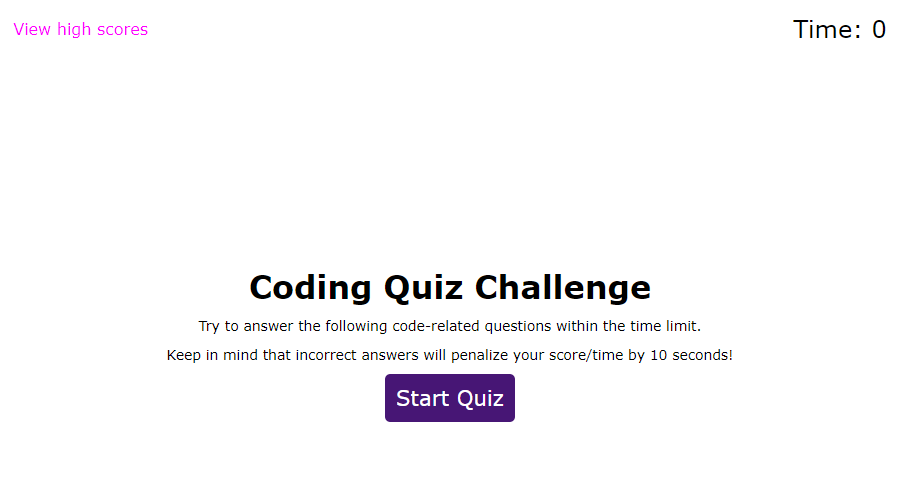 View high scores
Time: 0
Coding Quiz Challenge
Try to answer the following code-related questions within the time limit.
Keep in mind that incorrect answers will penalize your score/time by 10 seconds!
Start Quiz